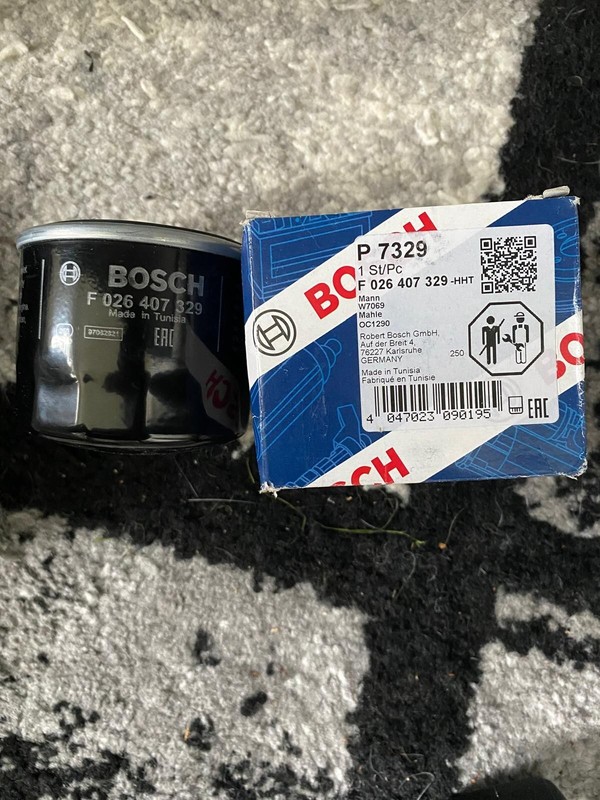 BOSCH
F 026 407 329
Made in Tunisia
EAC
BOSCH
P 7329
1 St/Pc
F 026 407 329 -HHT
Mann
W7069
Mahle
OC1290
Robert Bosch GmbH,
Auf der Breit 4,
76227 Karlsruhe
GERMANY
250
Made in Tunisia
Fabriqué en Tunisie
4 047023 090195
EAC
BOSCH